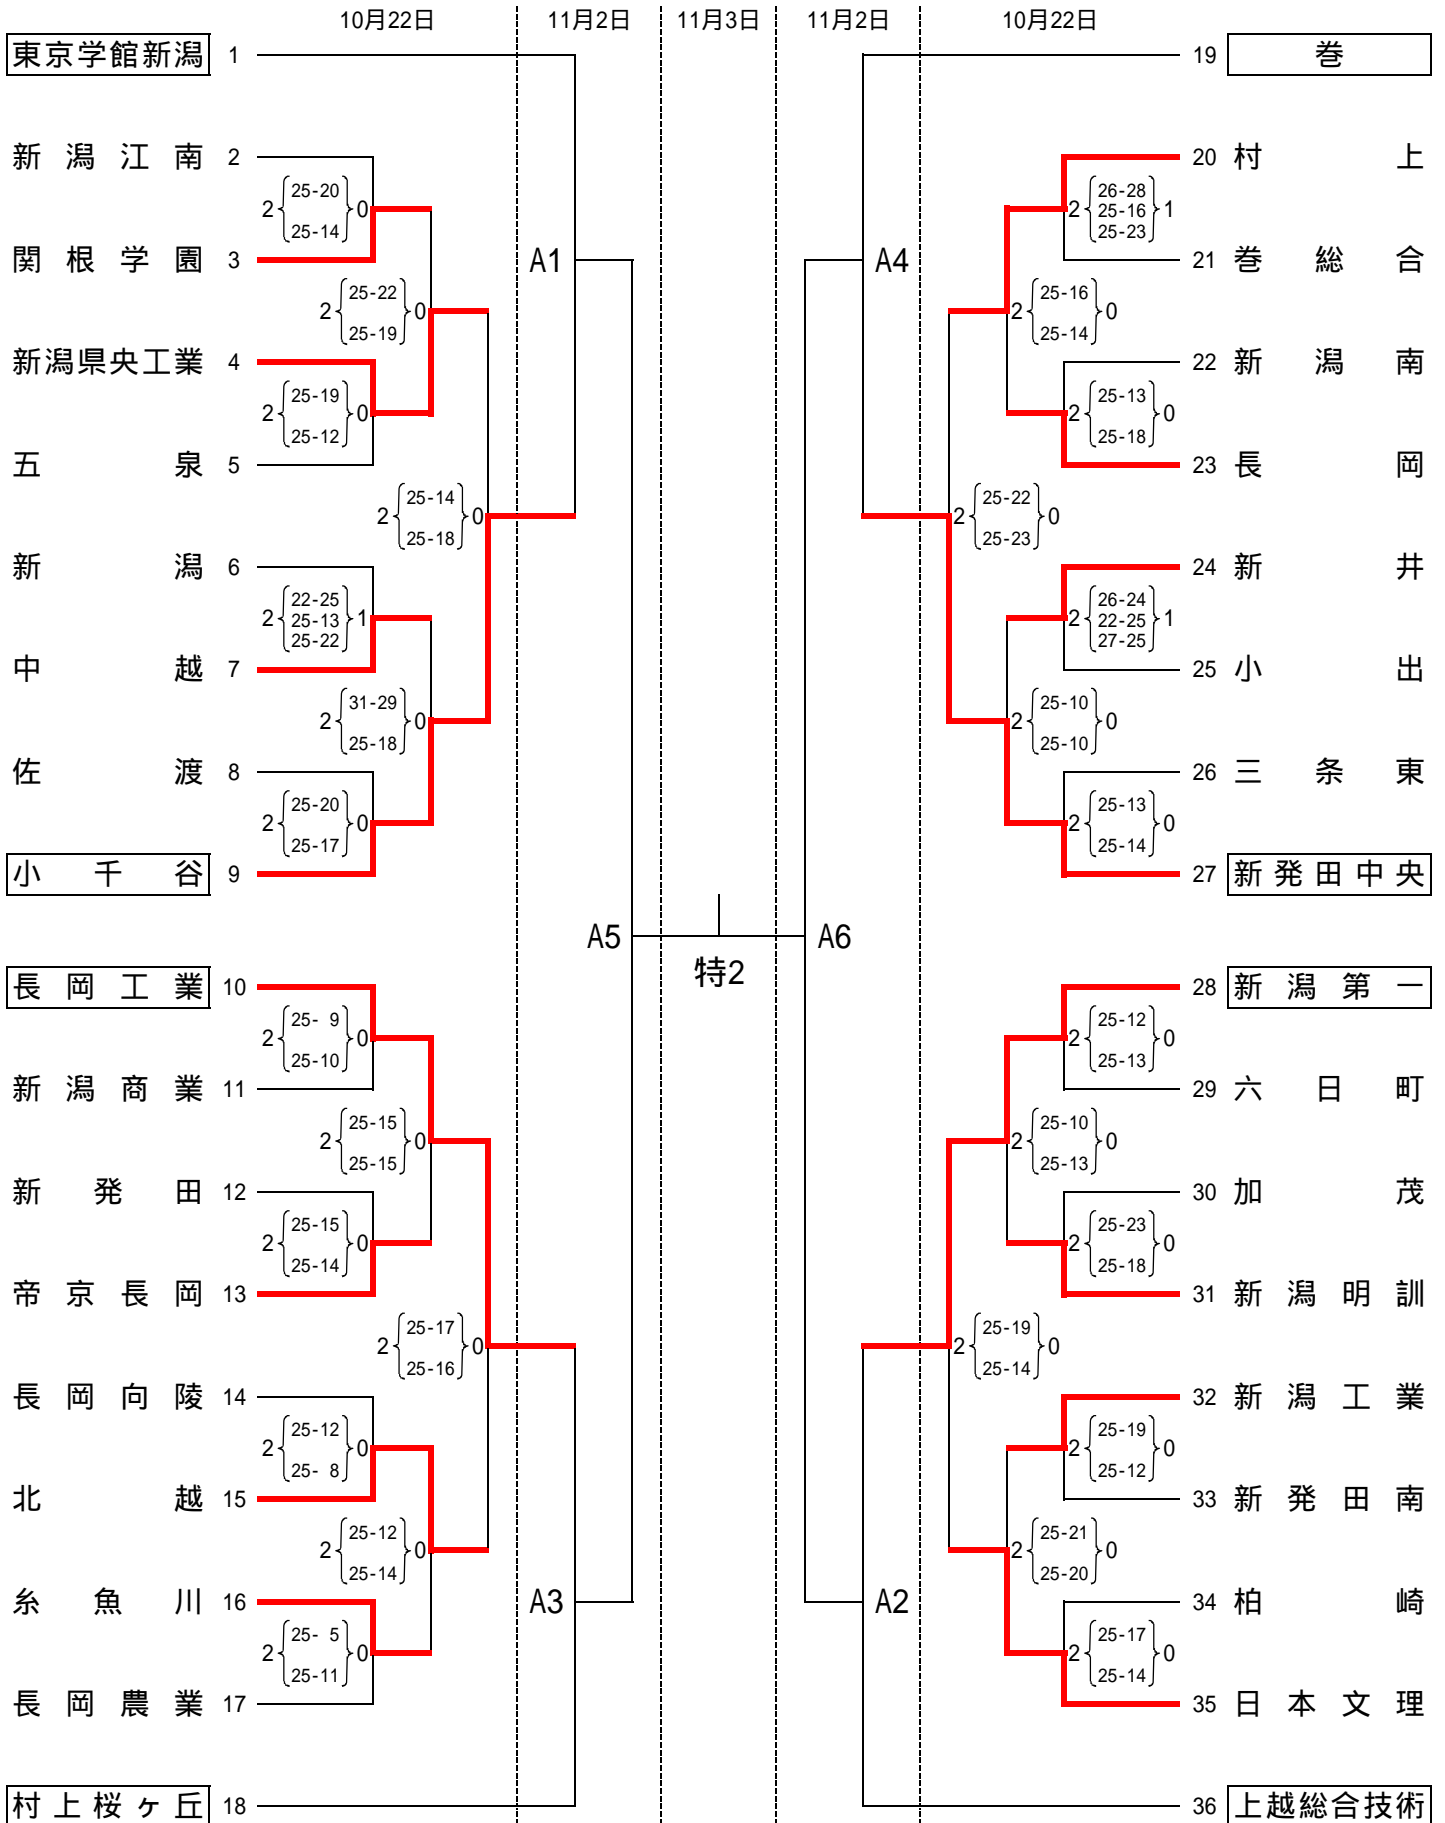 10月22日 11月2日 11月3日 11月2日 10月22日
東京学館新潟 1 19 巻
新潟江南 2 20 村上
2 25-20 25-14 0 2 26-28 25-16 25-23 1
関根学園 3 A1 A4 21 巻総合
2 25-22 25-19 0 2 25-16 25-14 0
新潟県央工業 4 22 新潟南
2 25-19 25-12 0 2 25-13 25-18 0
五泉 5 23 長岡
2 25-14 25-18 0 2 25-22 25-23 0
新潟 6 24 新井
2 22-25 25-13 25-22 1 2 26-24 22-25 27-25 1
中越 7 25 小出
2 31-29 25-18 0 2 25-10 25-10 0
佐渡 8 26 三条東
2 25-20 25-17 0 2 25-13 25-14 0
小千谷 9 27 新発田中央
A5 A6
特2
長岡工業 10 28 新潟第一
2 25- 9 25-10 0 2 25-12 25-13 0
新潟商業 11 29 六日町
2 25-15 25-15 0 2 25-10 25-13 0
新発田 12 30 加茂
2 25-15 25-14 0 2 25-23 25-18 0
帝京長岡 13 31 新潟明訓
2 25-17 25-16 0 2 25-19 25-14 0
長岡向陵 14 32 新潟工業
2 25-12 25- 8 0 2 25-19 25-12 0
北越 15 33 新発田南
2 25-12 25-14 0 2 25-21 25-20 0
糸魚川 16 A3 A2 34 柏崎
2 25- 5 25-11 0 2 25-17 25-14 0
長岡農業 17 35 日本文理
村上桜ヶ丘 18 36 上越総合技術